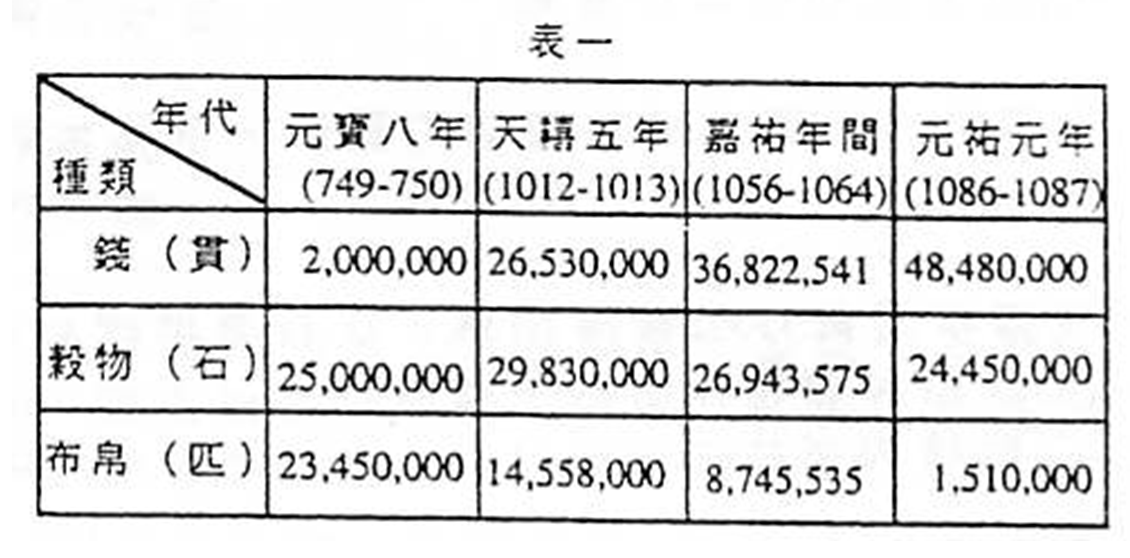 表一
年代
種類
元寶八年
(749-750)
天禧五年
(1012-1013)
嘉祐年間
(1056-1064)
元祐元年
(1086-1087)
錢（貫） 2,000,000 26,530,000 36,822,541 48,480,000
穀物（石） 25,000,000 29,830,000 26,943,575 24,450,000
布帛（匹） 23,450,000 14,558,000 8,745,535 1,510,000